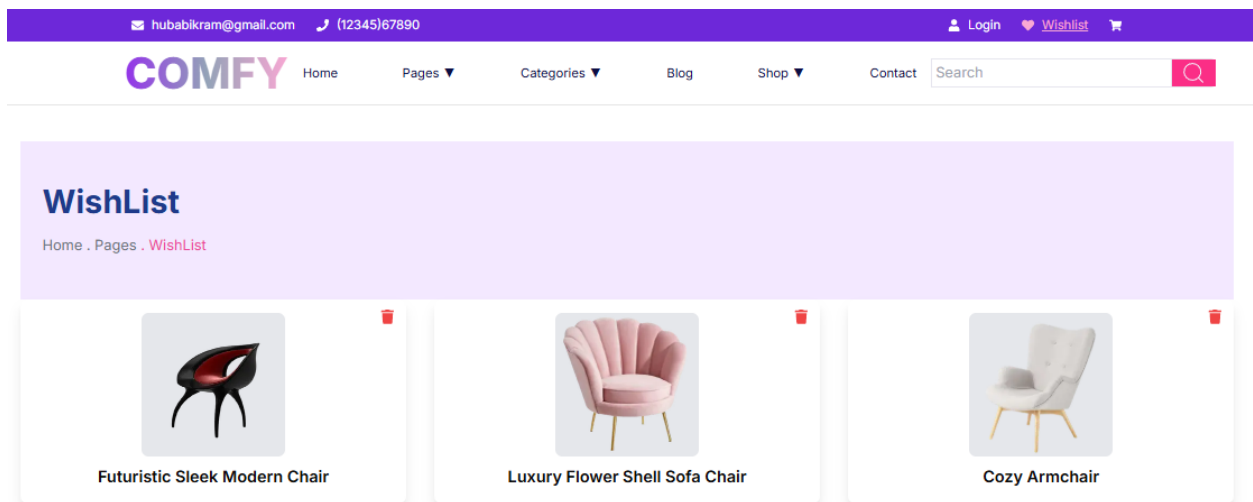 hubabikram@gmail.com (12345)67890 Login Wishlist
COMFY Home Pages ▼ Categories ▼ Blog Shop ▼ Contact Search
WishList
Home . Pages . WishList
Futuristic Sleek Modern Chair Luxury Flower Shell Sofa Chair Cozy Armchair